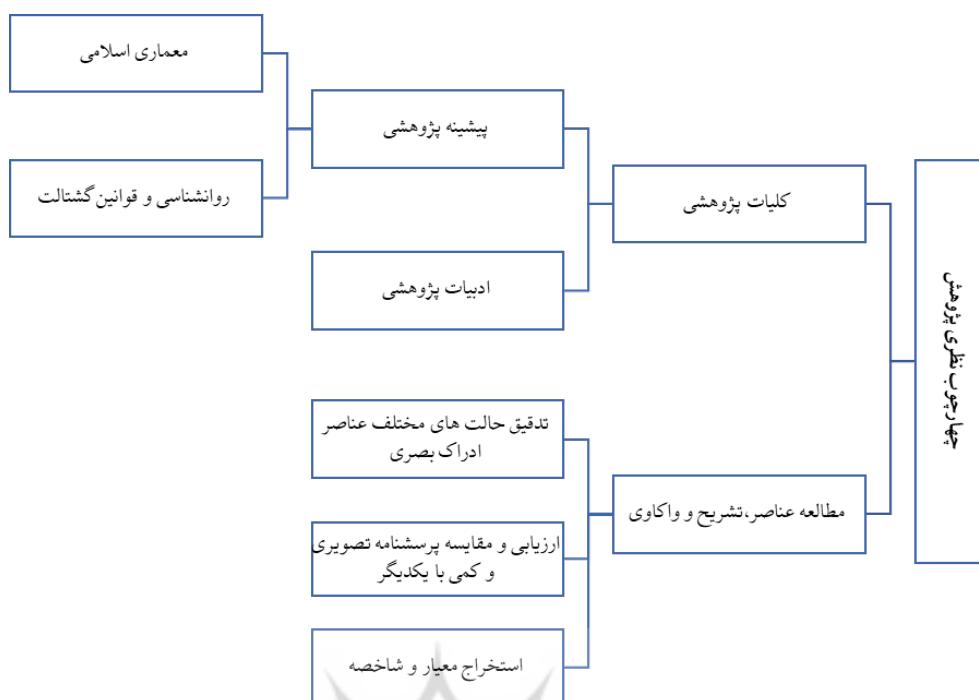 چهارچوب نظری پژوهش
کلیات پژوهشی
پیشینه پژوهشی
معماری اسلامی
روانشناسی و قوانین گشتالت
ادبیات پژوهشی
مطالعه عناصر،تشریح و واکاوی
تدقیق حالت های مختلف عناصر
ادراک بصری
ارزیابی و مقایسه پرسشنامه تصویری
و کمی با یکدیگر
استخراج معیار و شاخصه